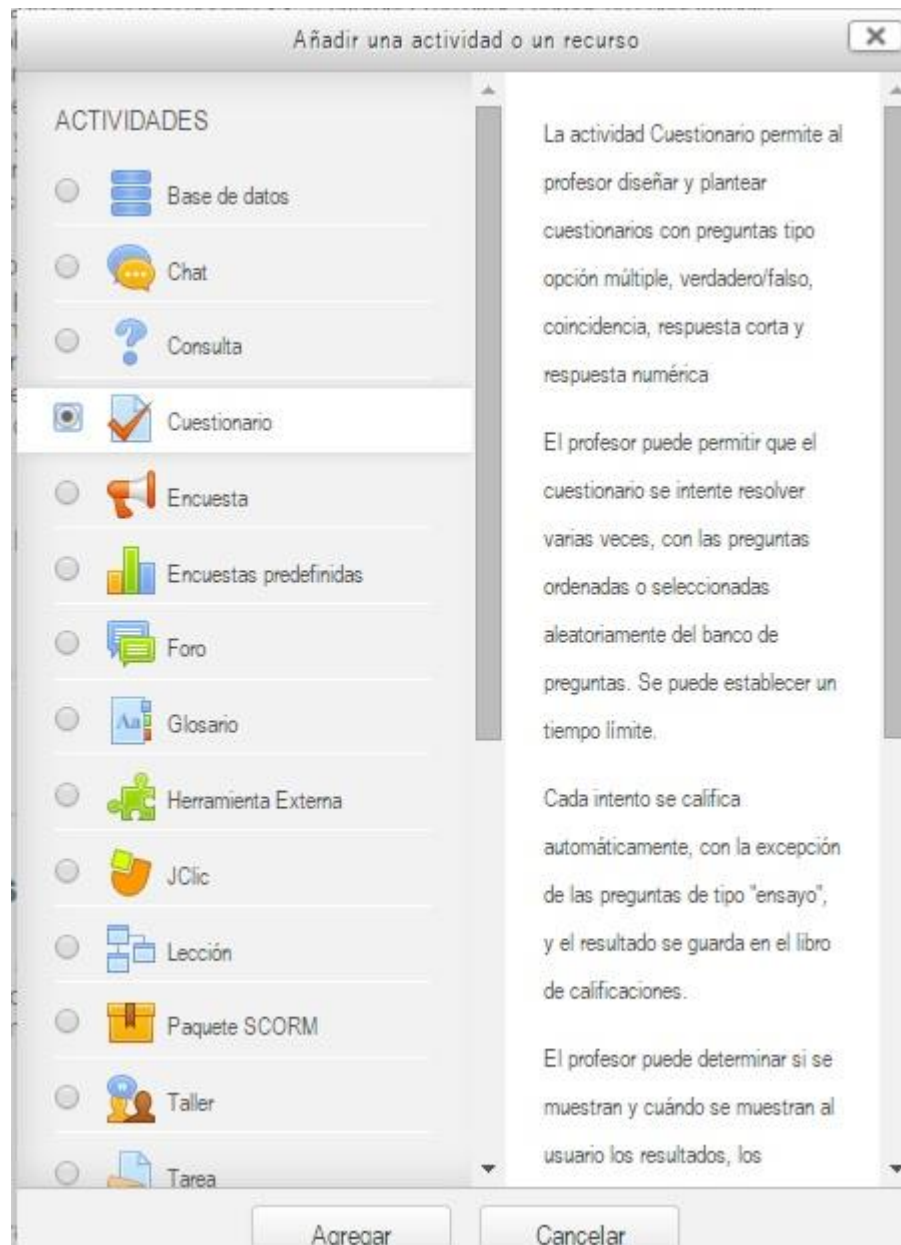 Añadir una actividad o un recurso
ACTIVIDADES
Base de datos
Chat
Consulta
Cuestionario
Encuesta
Encuestas predefinidas
Foro
Aa
Glosario
Herramienta Externa
JClic
Lección
Paquete SCORM
Taller
Tarea
La actividad Cuestionario permite al
profesor diseñar y plantear
cuestionarios con preguntas tipo
opción múltiple, verdadero/falso,
coincidencia, respuesta corta y
respuesta numérica
El profesor puede permitir que el
cuestionario se intente resolver
varias veces, con las preguntas
ordenadas o seleccionadas
aleatoriamente del banco de
preguntas. Se puede establecer un
tiempo límite.
Cada intento se califica
automáticamente, con la excepción
de las preguntas de tipo "ensayo",
y el resultado se guarda en el libro
de calificaciones.
El profesor puede determinar si se
muestran y cuándo se muestran al
usuario los resultados, los
Agregar
Cancelar